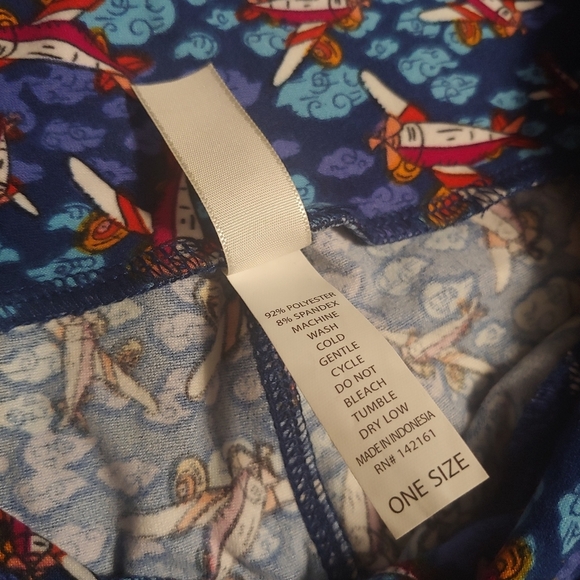 92% POLYESTER
8% SPANDEX
MACHINE
WASH
COLD
GENTLE
CYCLE
DO NOT
BLEACH
TUMBLE
DRY LOW
MADE IN INDONESIA
RN# 142161
ONE SIZE